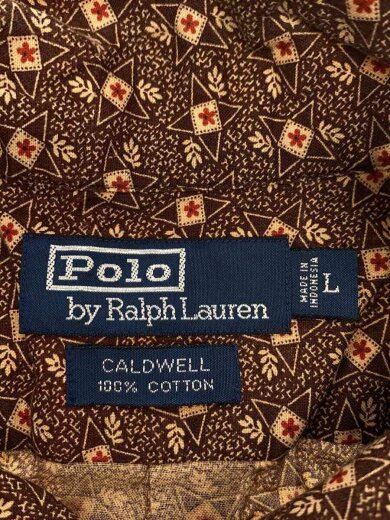 Polo
by Ralph Lauren
MADE IN
INDONESIA
L
CALDWELL
100% COTTON